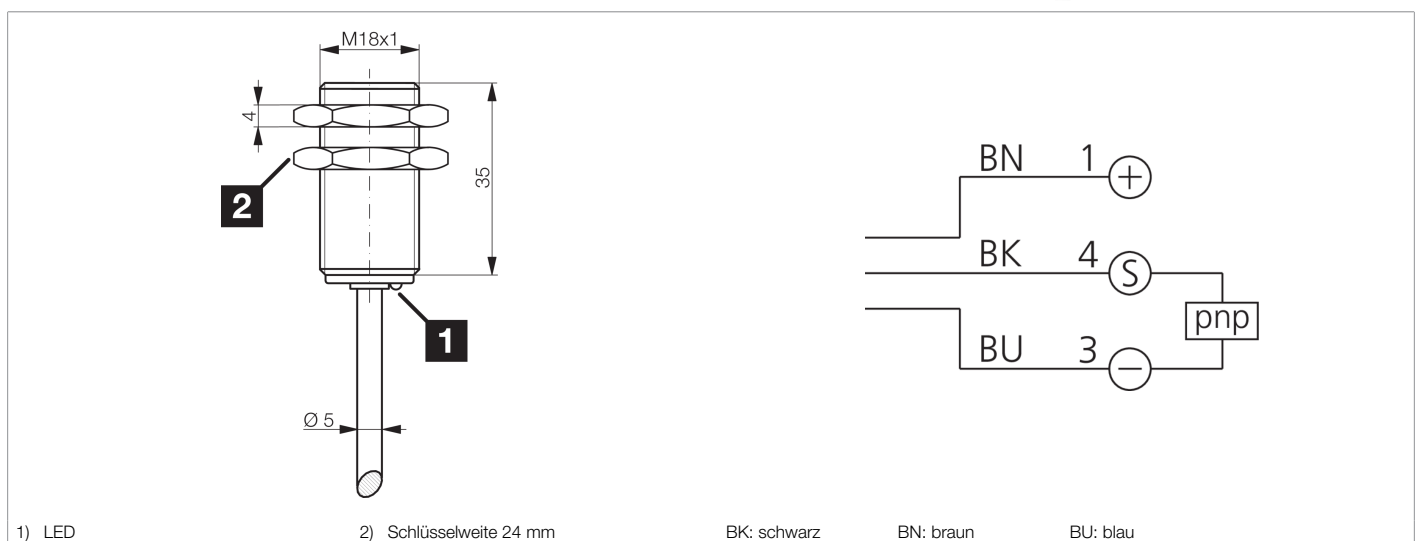 M18x1
4
35
2
1
Ø 5
BN 1 +
BK 4 S
pnp
BU 3 −
1) LED 2) Schlüsselweite 24 mm BK: schwarz BN: braun BU: blau